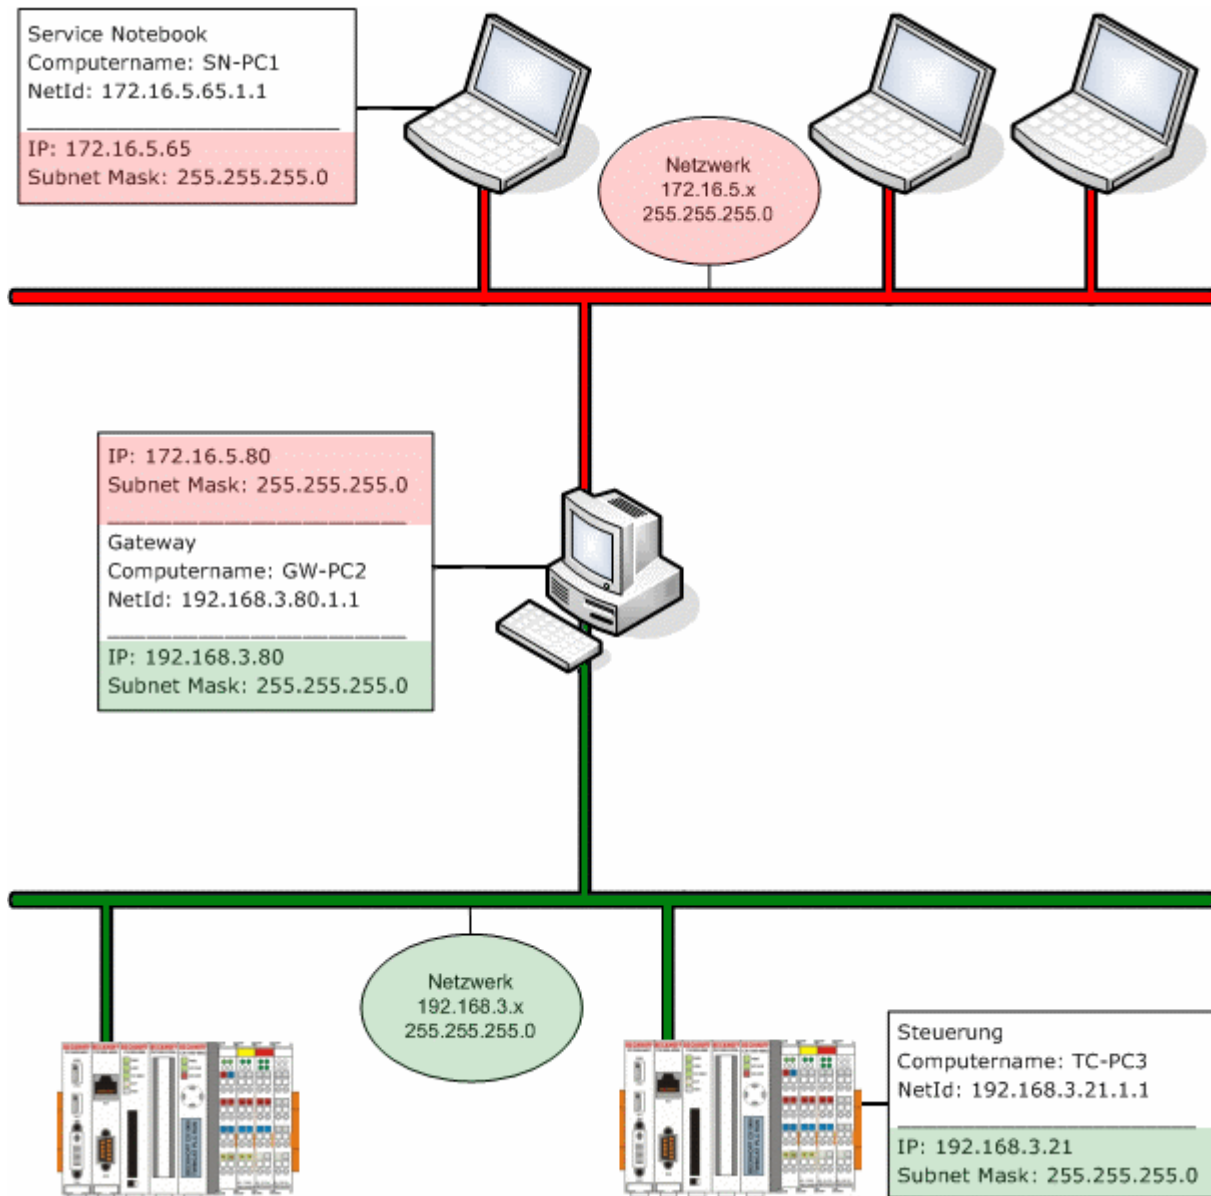 Service Notebook
Computername: SN-PC1
NetId: 172.16.5.65.1.1
IP: 172.16.5.65
Subnet Mask: 255.255.255.0
Netzwerk
172.16.5.x
255.255.255.0
IP: 172.16.5.80
Subnet Mask: 255.255.255.0
Gateway
Computername: GW-PC2
NetId: 192.168.3.80.1.1
IP: 192.168.3.80
Subnet Mask: 255.255.255.0
Netzwerk
192.168.3.x
255.255.255.0
Steuerung
Computername: TC-PC3
NetId: 192.168.3.21.1.1
IP: 192.168.3.21
Subnet Mask: 255.255.255.0